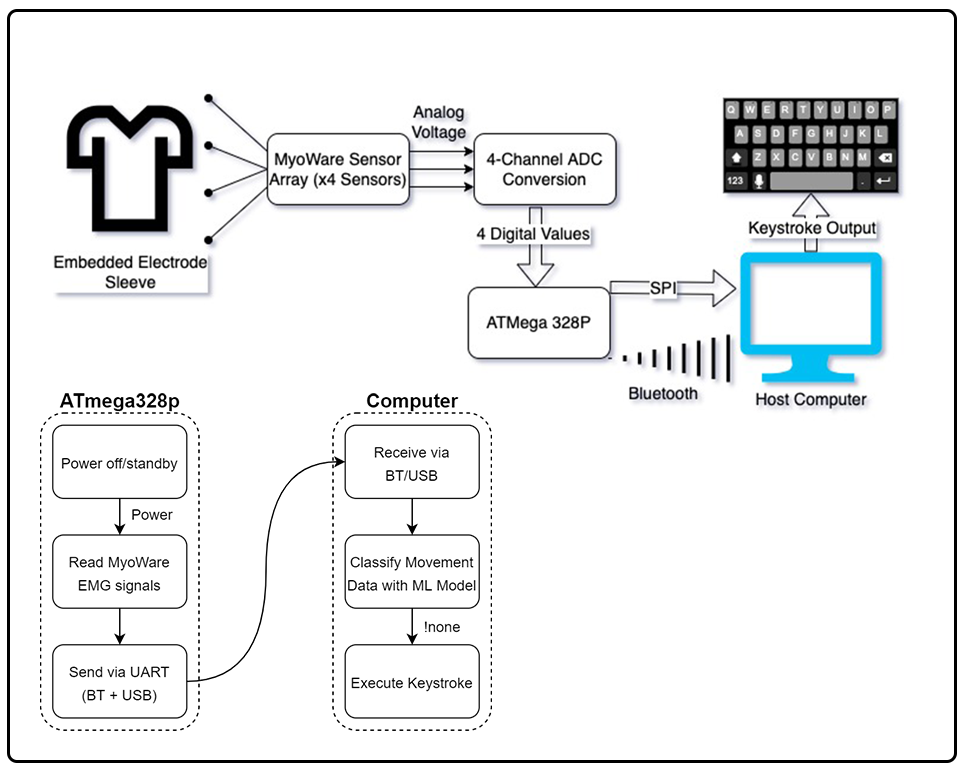 Analog
Voltage
MyoWare Sensor
Array (x4 Sensors)
4-Channel ADC
Conversion
Q W E R T Y U I O P
A S D F G H J K L
Z X C V B N M
123 .
Embedded Electrode
Sleeve
4 Digital Values
Keystroke Output
SPI
ATMega 328P
Bluetooth
Host Computer
ATmega328p
Power off/standby
Power
Read MyoWare
EMG signals
Send via UART
(BT + USB)
Computer
Receive via
BT/USB
Classify Movement
Data with ML Model
!none
Execute Keystroke